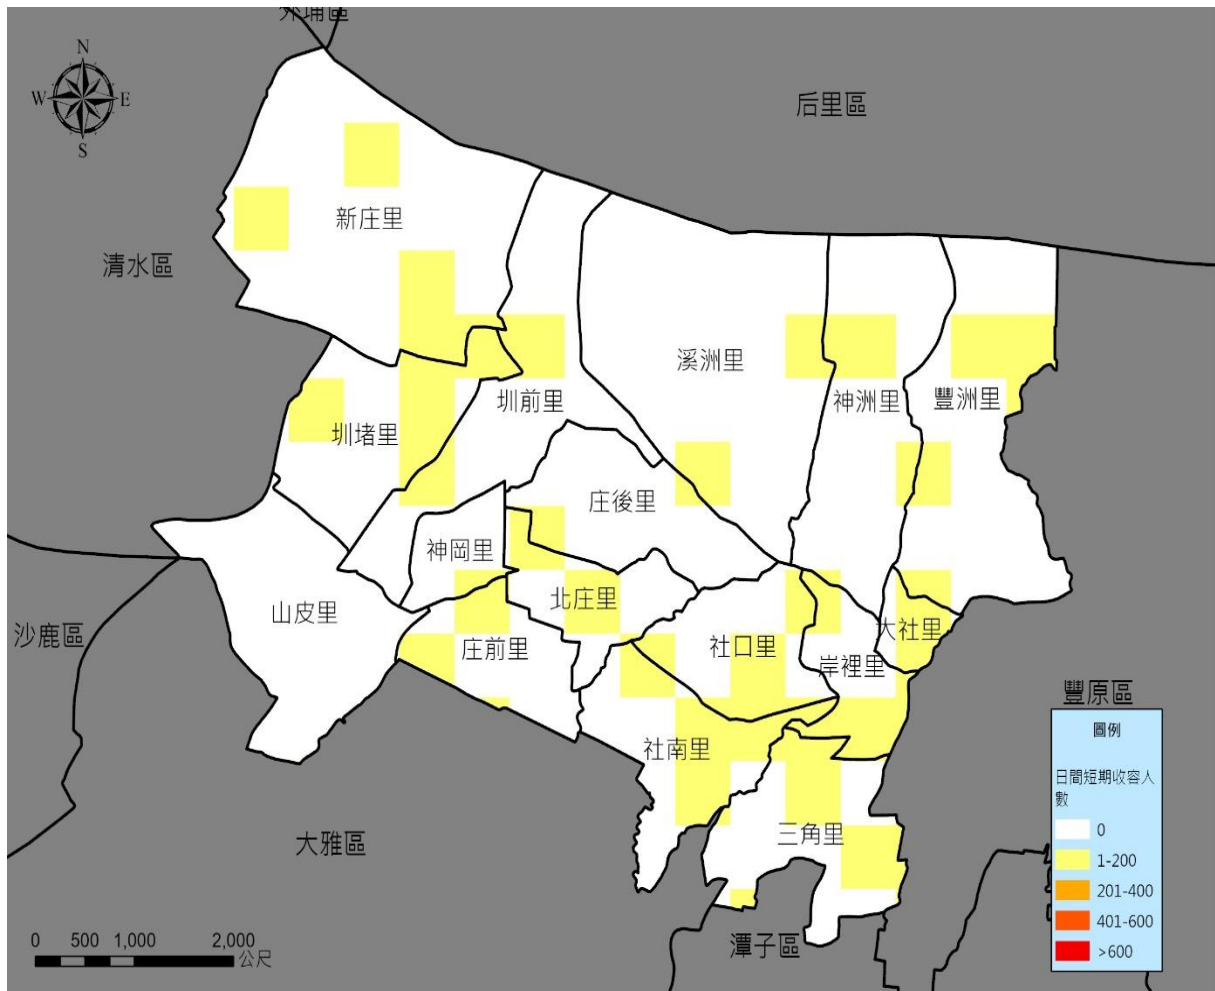 外埔區
N
W
E
S
后里區
新庄里
清水區
溪洲里
圳前里
神洲里
豐洲里
圳堵里
庄後里
神岡里
北庄里
山皮里
沙鹿區
庄前里
社口里
大社里
岸裡里
豐原區
社南里
三角里
大雅區
潭子區
圖例
日間短期收容人
數
0
1-200
201-400
401-600
>600
0 500 1,000 2,000
公尺